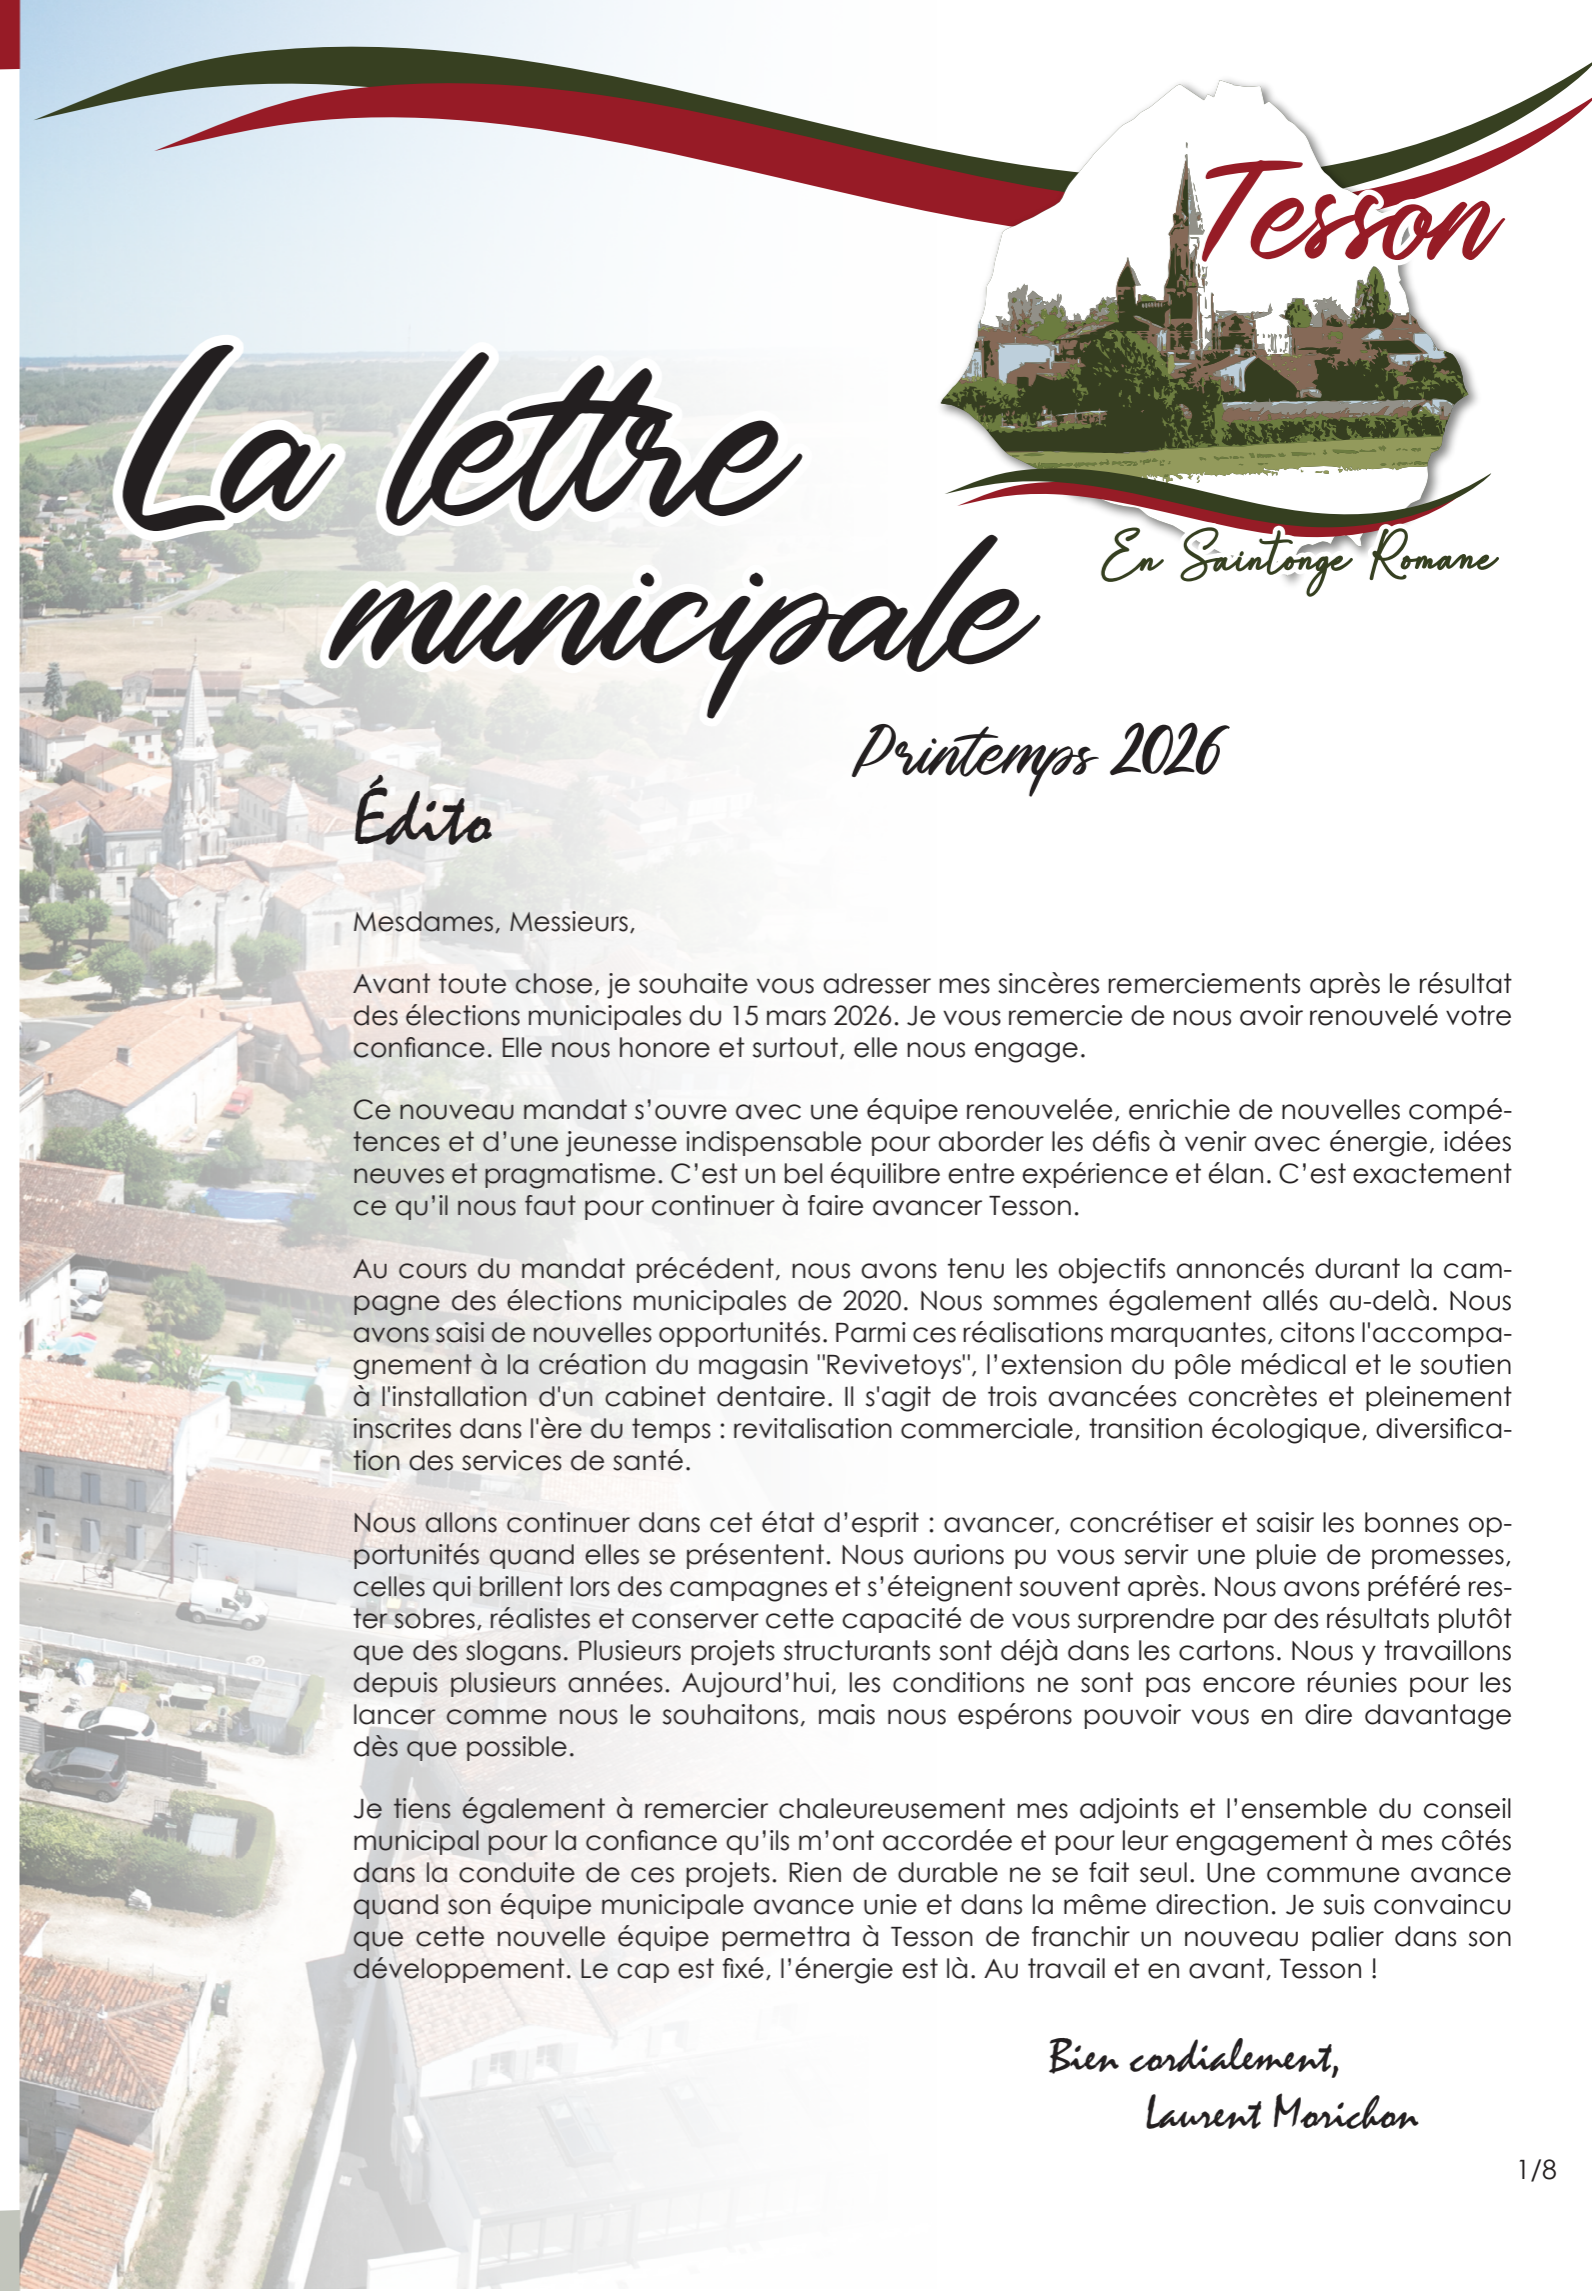 Tesson
En Saintonge Romane
La lettre
municipale
Printemps 2026
Édito
Mesdames, Messieurs,
Avant toute chose, je souhaite vous adresser mes sincères remerciements après le résultat
des élections municipales du 15 mars 2026. Je vous remercie de nous avoir renouvelé votre
confiance. Elle nous honore et surtout, elle nous engage.
Ce nouveau mandat s’ouvre avec une équipe renouvelée, enrichie de nouvelles compé-
tences et d’une jeunesse indispensable pour aborder les défis à venir avec énergie, idées
neuves et pragmatisme. C’est un bel équilibre entre expérience et élan. C’est exactement
ce qu’il nous faut pour continuer à faire avancer Tesson.
Au cours du mandat précédent, nous avons tenu les objectifs annoncés durant la cam-
pagne des élections municipales de 2020. Nous sommes également allés au-delà. Nous
avons saisi de nouvelles opportunités. Parmi ces réalisations marquantes, citons l'accompa-
gnement à la création du magasin "Revivetoys", l’extension du pôle médical et le soutien
à l'installation d'un cabinet dentaire. Il s'agit de trois avancées concrètes et pleinement
inscrites dans l'ère du temps : revitalisation commerciale, transition écologique, diversifica-
tion des services de santé.
Nous allons continuer dans cet état d’esprit : avancer, concrétiser et saisir les bonnes op-
portunités quand elles se présentent. Nous aurions pu vous servir une pluie de promesses,
celles qui brillent lors des campagnes et s’éteignent souvent après. Nous avons préféré res-
ter sobres, réalistes et conserver cette capacité de vous surprendre par des résultats plutôt
que des slogans. Plusieurs projets structurants sont déjà dans les cartons. Nous y travaillons
depuis plusieurs années. Aujourd’hui, les conditions ne sont pas encore réunies pour les
lancer comme nous le souhaitons, mais nous espérons pouvoir vous en dire davantage
dès que possible.
Je tiens également à remercier chaleureusement mes adjoints et l’ensemble du conseil
municipal pour la confiance qu’ils m’ont accordée et pour leur engagement à mes côtés
dans la conduite de ces projets. Rien de durable ne se fait seul. Une commune avance
quand son équipe municipale avance unie et dans la même direction. Je suis convaincu
que cette nouvelle équipe permettra à Tesson de franchir un nouveau palier dans son
développement. Le cap est fixé, l’énergie est là. Au travail et en avant, Tesson !
Bien cordialement,
Laurent Morichon
1/8